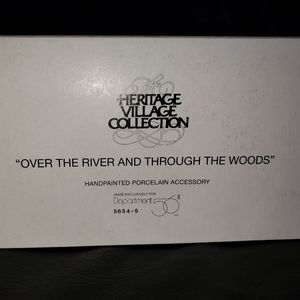 The
HERITAGE
VILLAGE
COLLECTION
"OVER THE RIVER AND THROUGH THE WOODS"
HANDPAINTED PORCELAIN ACCESSORY
MADE EXCLUSIVELY FOR
Department 56
5654-5